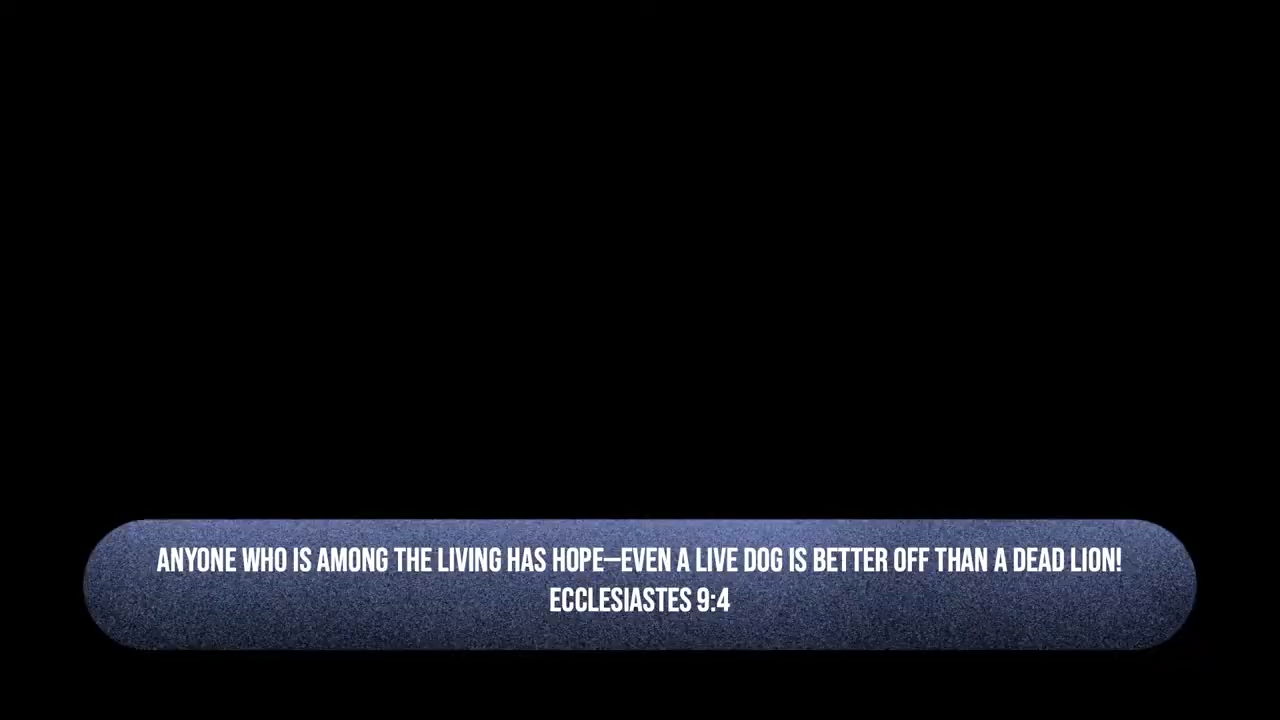 ANYONE WHO IS AMONG THE LIVING HAS HOPE—EVEN A LIVE DOG IS BETTER OFF THAN A DEAD LION!
ECCLESIASTES 9:4